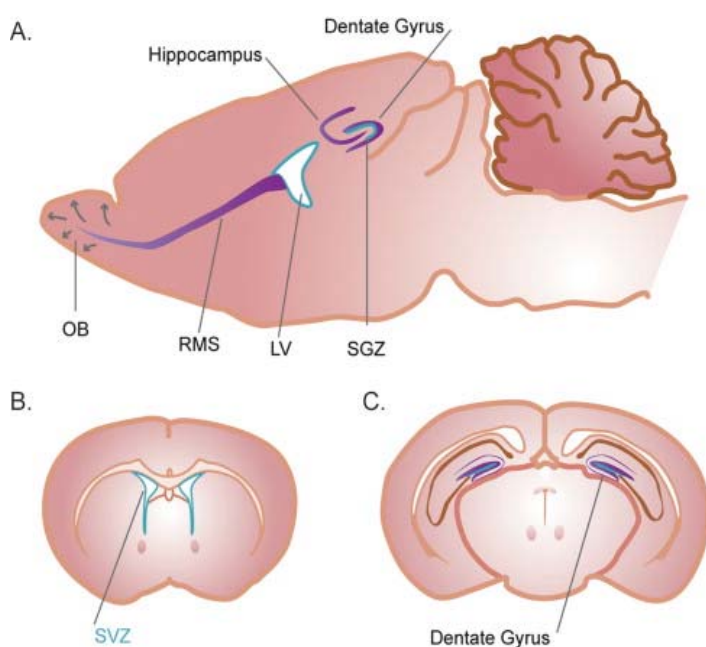 A.
Dentate Gyrus
Hippocampus
OB
RMS
LV
SGZ
B.
C.
SVZ
Dentate Gyrus